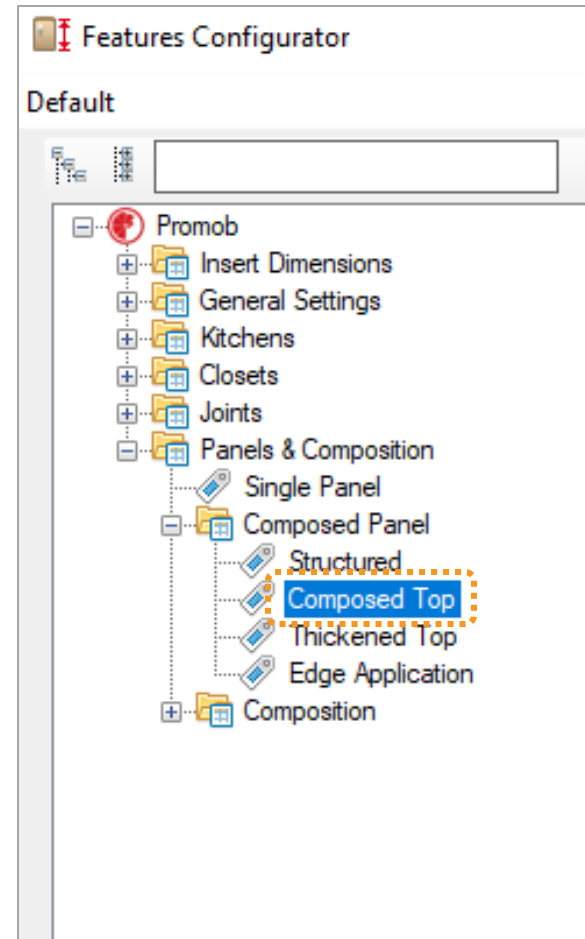 Features Configurator
Default
Promob
Insert Dimensions
General Settings
Kitchens
Closets
Joints
Panels & Composition
Single Panel
Composed Panel
Structured
Composed Top
Thickened Top
Edge Application
Composition